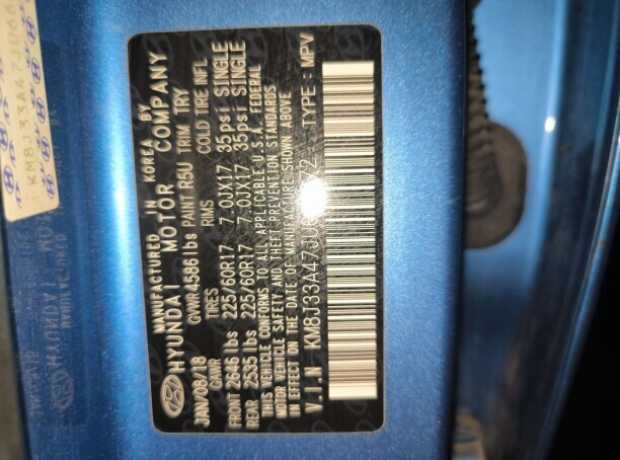 MANUFACTURED IN KOREA BY
HYUNDAI MOTOR COMPANY
JAN/08/18 GVWR 4586 lbs PAINT R5U TRIM TRY
GAWR TIRES RIMS COLD TIRE INFL
FRONT 2646 lbs 225/60R17 7.0JX17 35psi SINGLE
REAR 2535 lbs 225/60R17 7.0JX17 35psi SINGLE
THIS VEHICLE CONFORMS TO ALL APPLICABLE U.S.A. FEDERAL
MOTOR VEHICLE SAFETY AND THEFT PREVENTION STANDARDS
IN EFFECT ON THE DATE OF MANUFACTURE SHOWN ABOVE
V.I.N TYPE: MPV